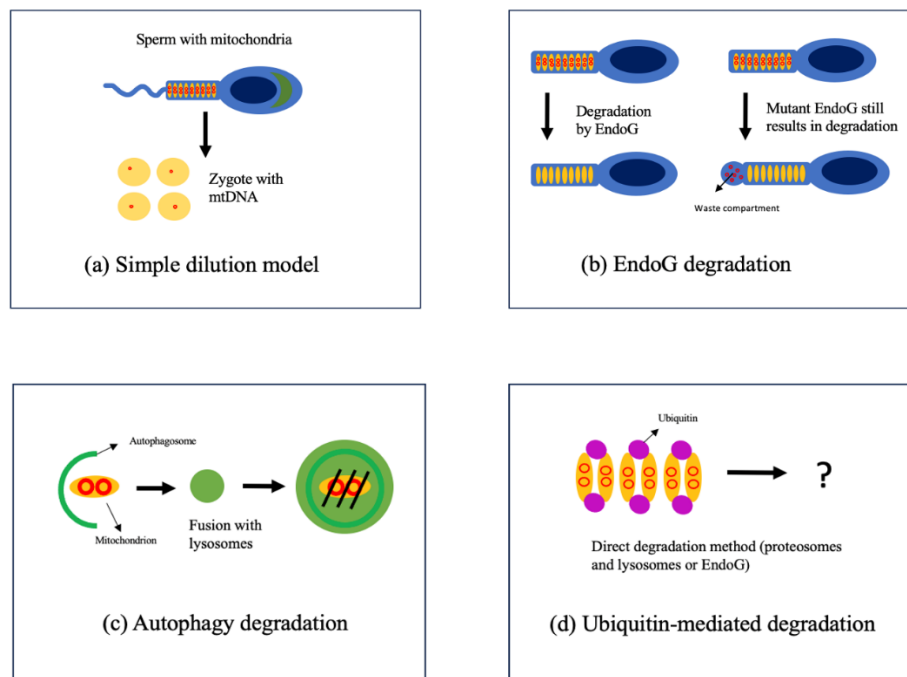 Sperm with mitochondria
Zygote with
mtDNA
(a) Simple dilution model
Degradation
by EndoG
Mutant EndoG still
results in degradation
Waste compartment
(b) EndoG degradation
Autophagosome
Mitochondrion
Fusion with
lysosomes
(c) Autophagy degradation
Ubiquitin
?
Direct degradation method (proteosomes
and lysosomes or EndoG)
(d) Ubiquitin-mediated degradation